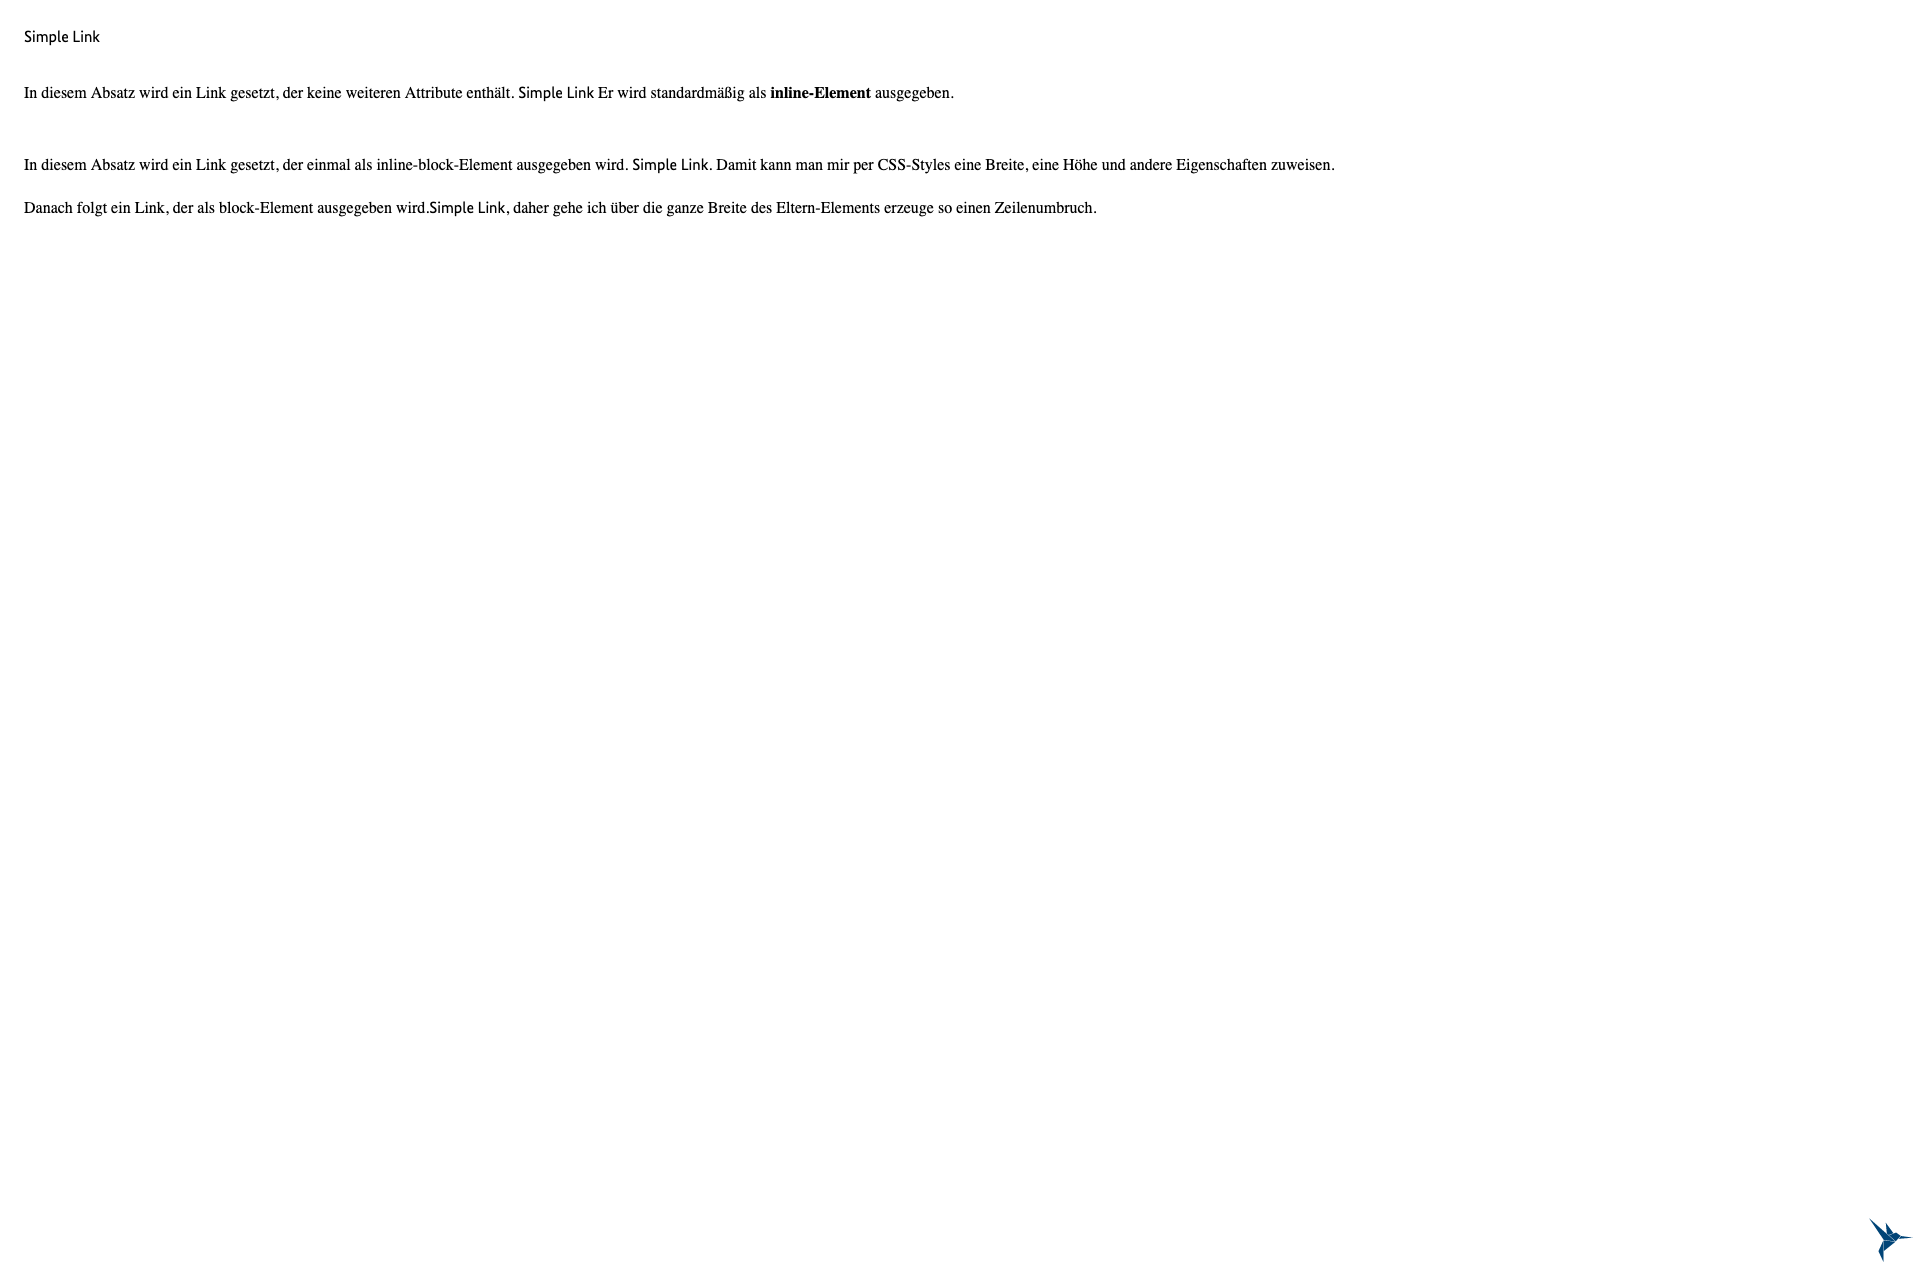 Simple Link
In diesem Absatz wird ein Link gesetzt, der keine weiteren Attribute enthält. Simple Link Er wird standardmäßig als inline-Element ausgegeben.
In diesem Absatz wird ein Link gesetzt, der einmal als inline-block-Element ausgegeben wird. Simple Link. Damit kann man mir per CSS-Styles eine Breite, eine Höhe und andere Eigenschaften zuweisen.
Danach folgt ein Link, der als block-Element ausgegeben wird.Simple Link, daher gehe ich über die ganze Breite des Eltern-Elements erzeuge so einen Zeilenumbruch.